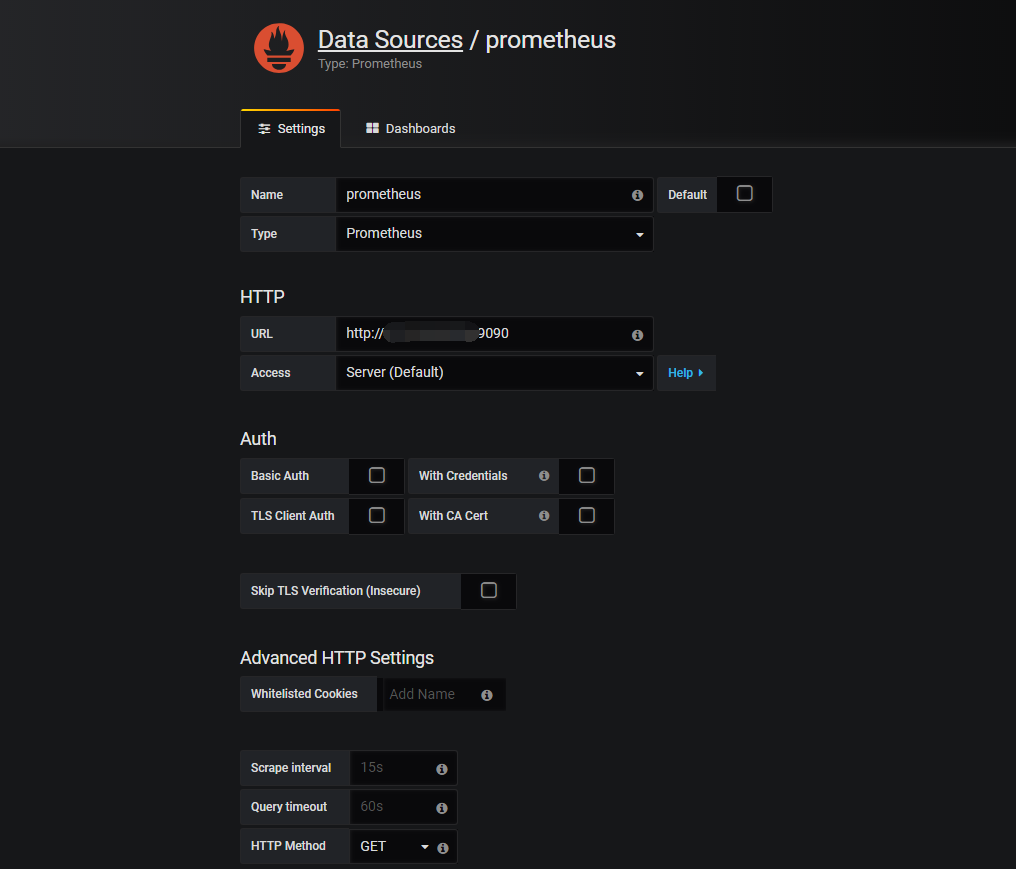 Data Sources / prometheus
Type: Prometheus
Settings Dashboards
Name prometheus Default
Type Prometheus
HTTP
URL http:// 9090
Access Server (Default) Help
Auth
Basic Auth With Credentials
TLS Client Auth With CA Cert
Skip TLS Verification (Insecure)
Advanced HTTP Settings
Whitelisted Cookies Add Name
Scrape interval 15s
Query timeout 60s
HTTP Method GET